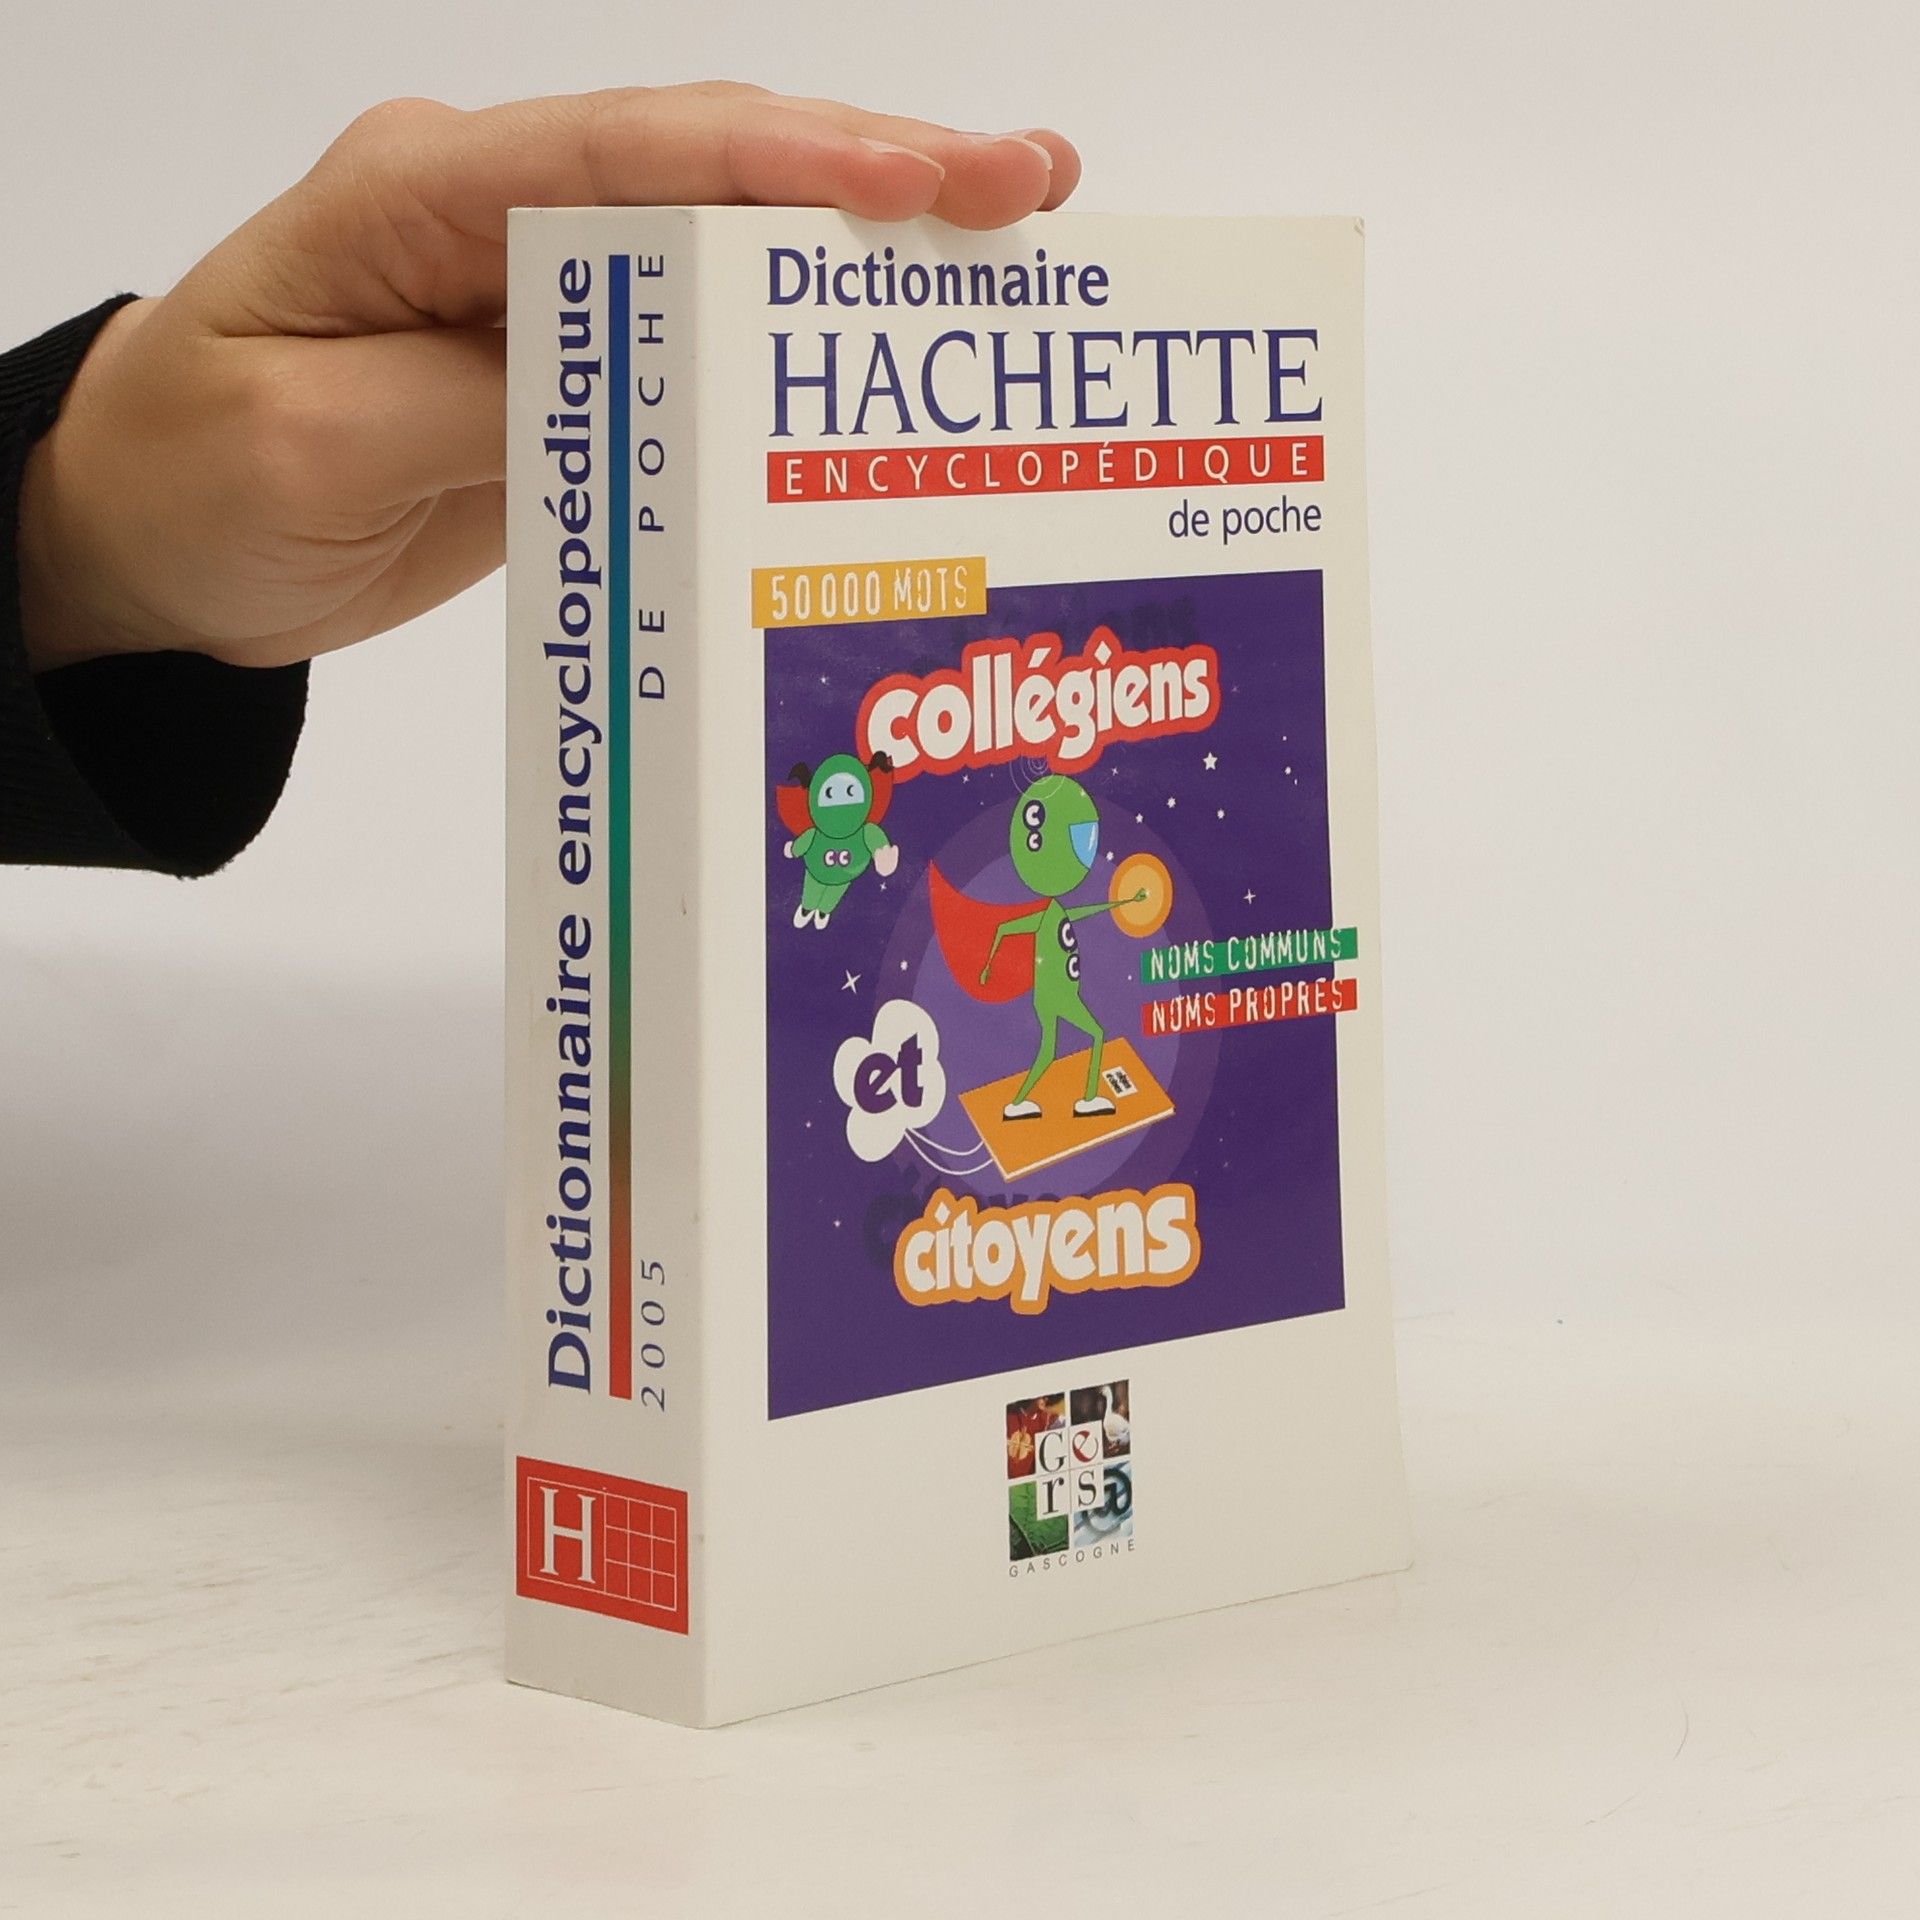 Dictionnaire encyclopédique
DE POCHE
2005
H
Dictionnaire
HACHETTE
ENCYCLOPÉDIQUE
de poche
50 000 MOTS
collégiens
CC
C
C
C
C
NOMS COMMUNS
NOMS PROPRES
et
citoyens
Ge
rs
GASCOGNE